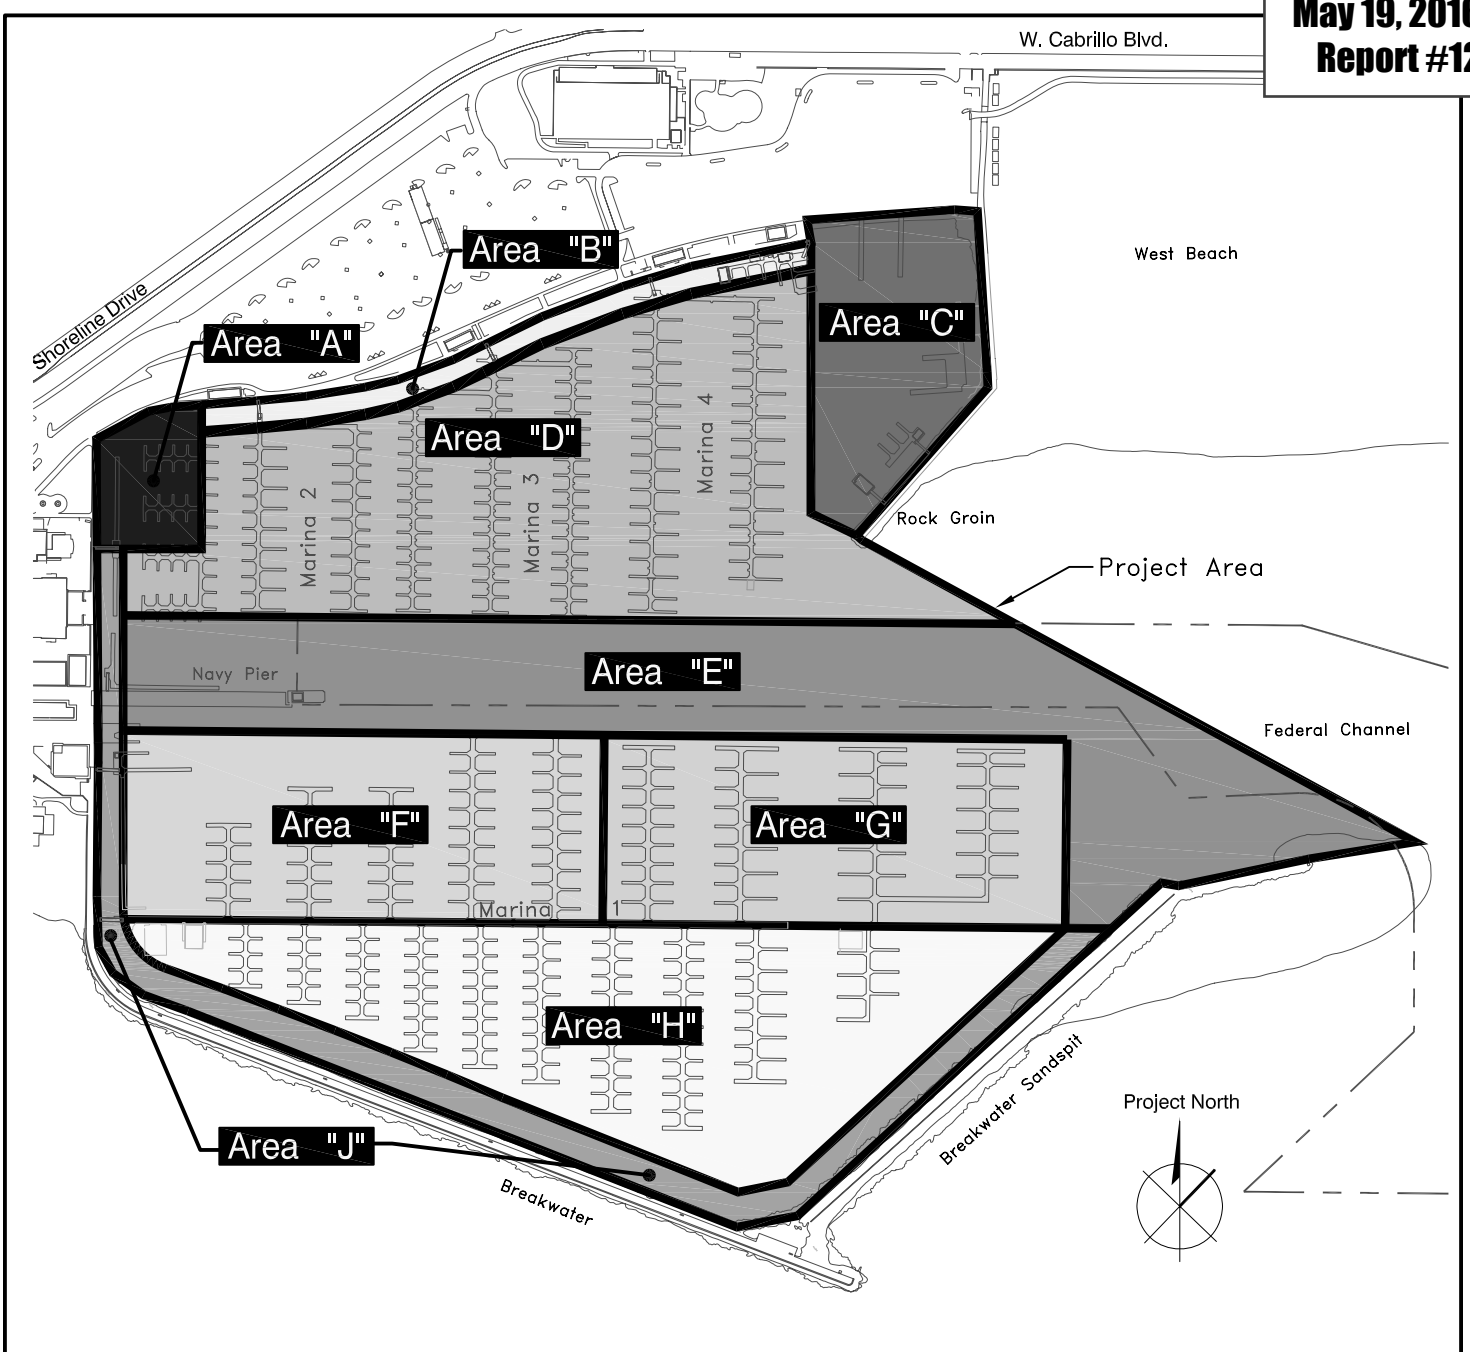 May 19, 2016
Report #12
W. Cabrillo Blvd.
West Beach
Area "B"
Shoreline Drive
Area "A"
Area "C"
Area "D"
Marina 4
Marina 3
Marina 2
Rock Groin
Project Area
Navy Pier
Area "E"
Federal Channel
Area "F"
Area "G"
Marina 1
Area "H"
Breakwater Sandspit
Project North
Area "J"
Breakwater